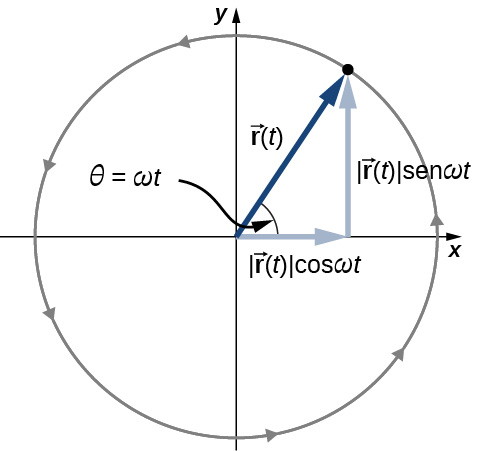 y
r⃗(t)
θ = ωt
|r⃗(t)|senωt
x
|r⃗(t)|cosωt